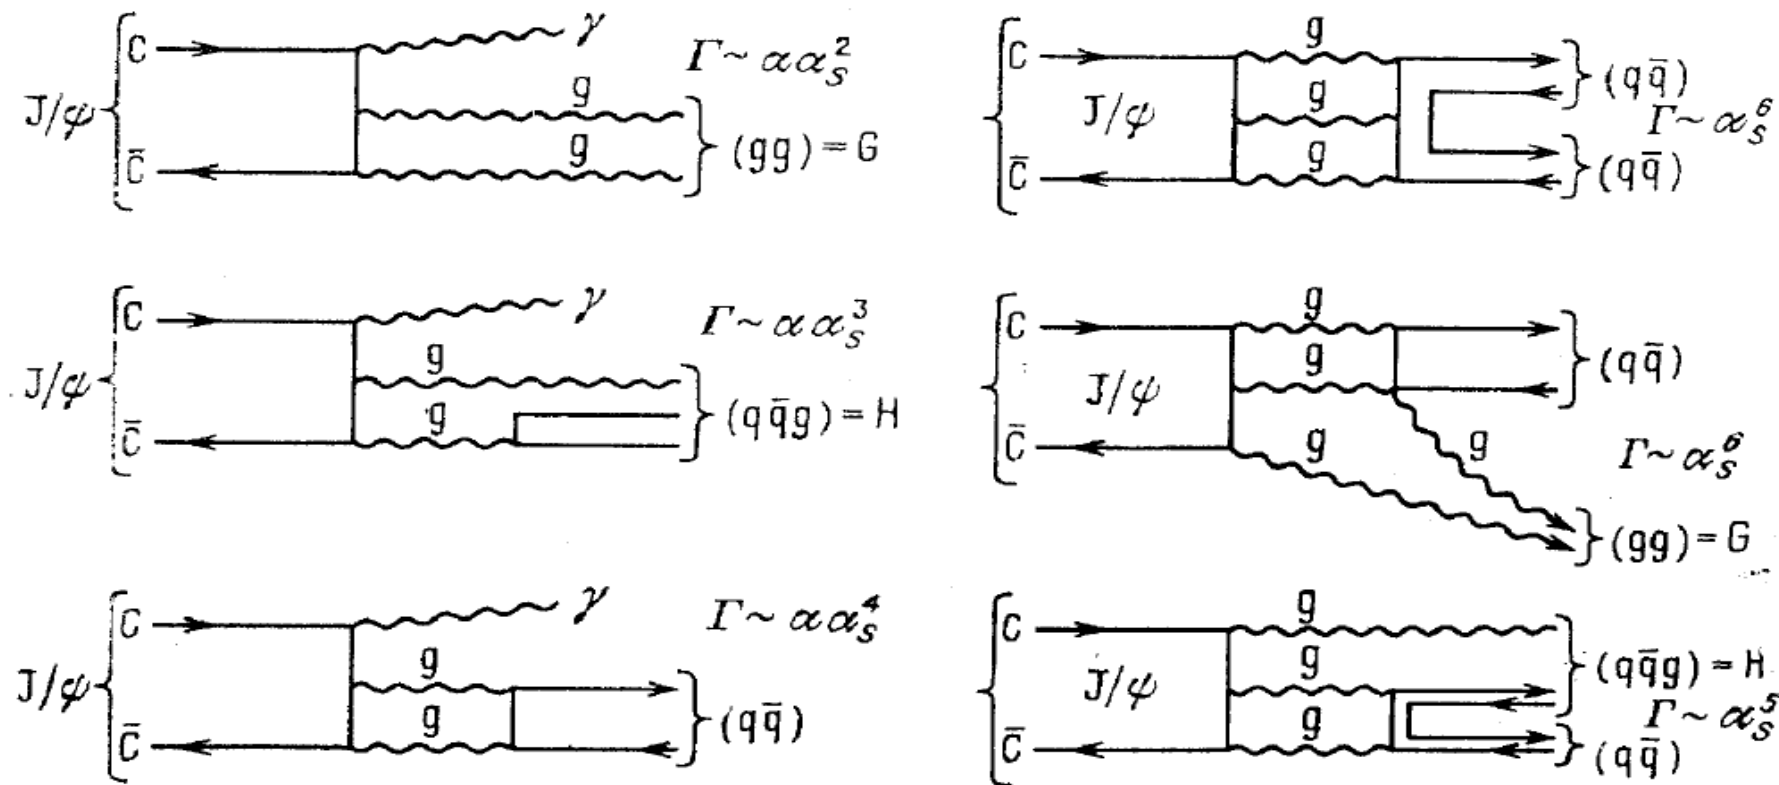 J/ψ c γ Γ ~ αα_s^2
g
g (gg) = G
c̄
c g (qq̄)
J/ψ g Γ ~ α_s^6
c̄ g (qq̄)
c γ Γ ~ αα_s^3
J/ψ g
g (qq̄g) = H
c̄
c g
g (qq̄)
J/ψ
c̄ g g Γ ~ α_s^6
(gg) = G
c γ Γ ~ αα_s^4
J/ψ g
g (qq̄)
c̄
c g
g (qq̄g) = H
J/ψ Γ ~ α_s^5
c̄ g (qq̄)